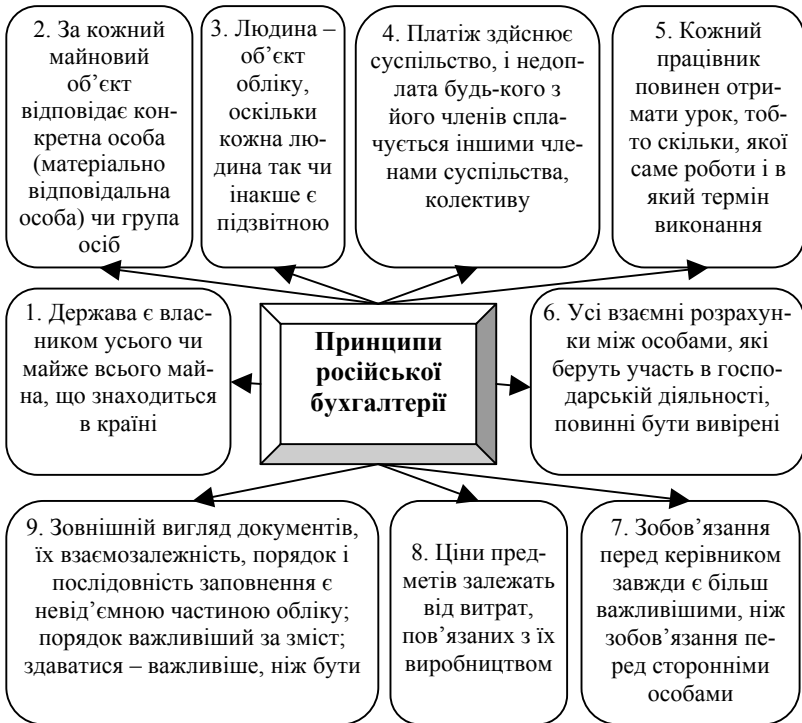 2. За кожний
майновий
об’єкт
відповідає кон-
кретна особа
(матеріально
відповідальна
особа) чи група
осіб
3. Людина –
об’єкт
обліку,
оскільки
кожна лю-
дина так чи
інакше є
підзвітною
4. Платіж здійснює
суспільство, і недоп-
лата будь-кого з
його членів спла-
чується іншими чле-
нами суспільства,
колективу
5. Кожний
працівник
повинен отри-
мати урок, тоб-
то скільки, якої
саме роботи і в
який термін
виконання
1. Держава є влас-
ником усього чи
майже всього май-
на, що знаходиться
в країні
Принципи
російської
бухгалтерії
6. Усі взаємні розрахун-
ки між особами, які
беруть участь в госпо-
дарській діяльності,
повинні бути вивірені
9. Зовнішній вигляд документів,
їх взаємозалежність, порядок і
послідовність заповнення є
невід’ємною частиною обліку;
порядок важливіший за зміст;
здаватися – важливіше, ніж бути
8. Ціни пред-
метів залежать
від витрат,
пов’язаних з їх
виробництвом
7. Зобов’язання
перед керівником
завжди є більш
важливішими, ніж
зобов’язання пе-
ред сторонніми
особами